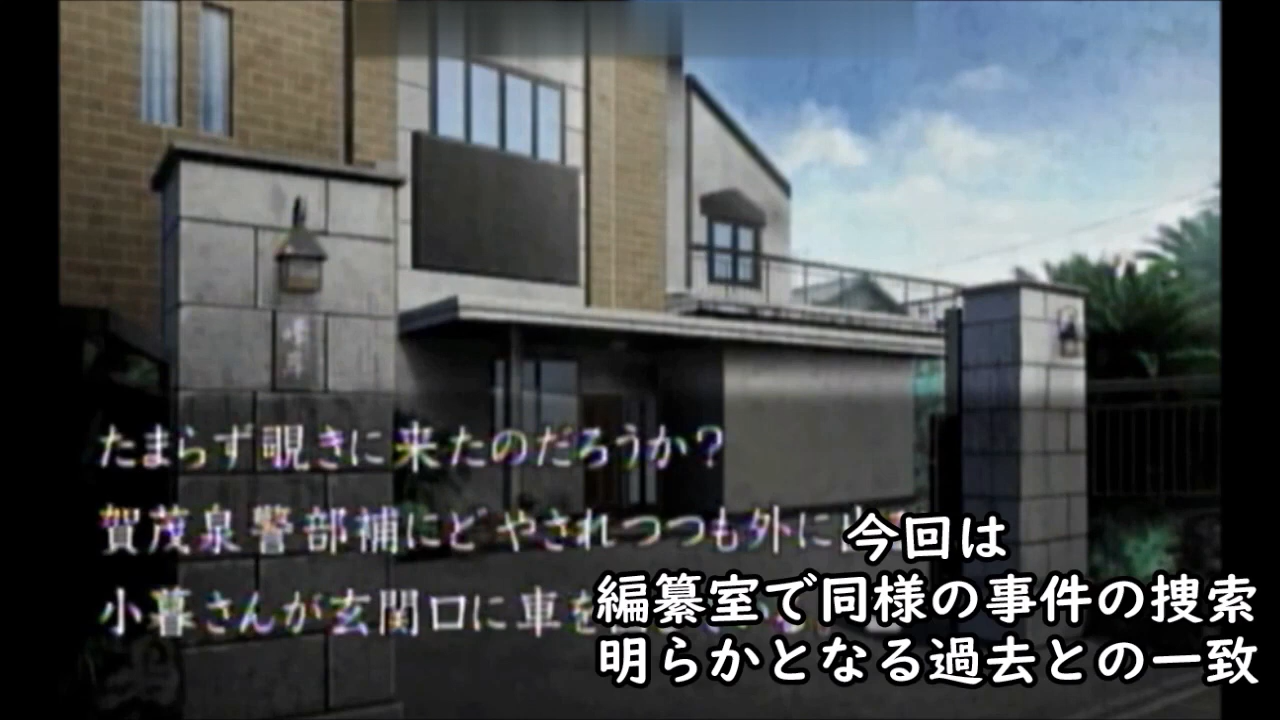 たまらず覗きに来たのだろうか？
賀茂泉警部補にどやされつつも外に
小暮さんが玄関口に車を
今回は
編纂室で同様の事件の捜索
明らかとなる過去との一致